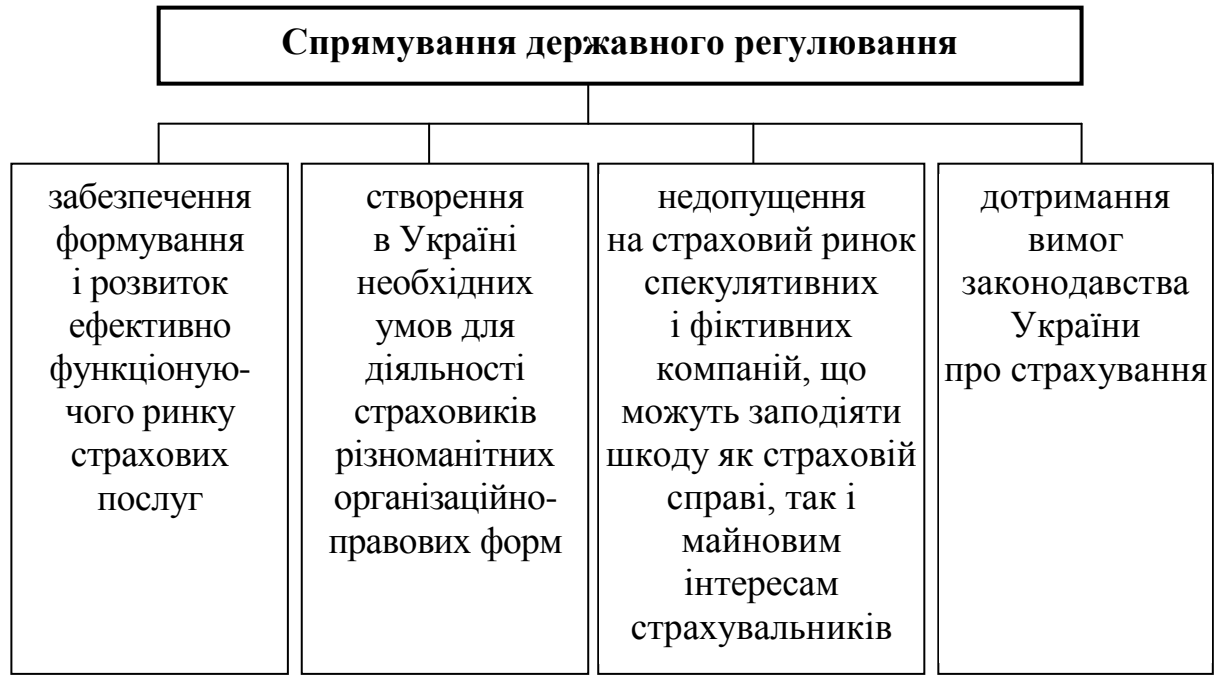 Спрямування державного регулювання
забезпечення
формування
і розвиток
ефективно
функціоную-
чого ринку
страхових
послуг
створення
в Україні
необхідних
умов для
діяльності
страховиків
різноманітних
організаційно-
правових форм
недопущення
на страховий ринок
спекулятивних
і фіктивних
компаній, що
можуть заподіяти
шкоду як страховій
справі, так і
майновим
інтересам
страхувальників
дотримання
вимог
законодавства
України
про страхування